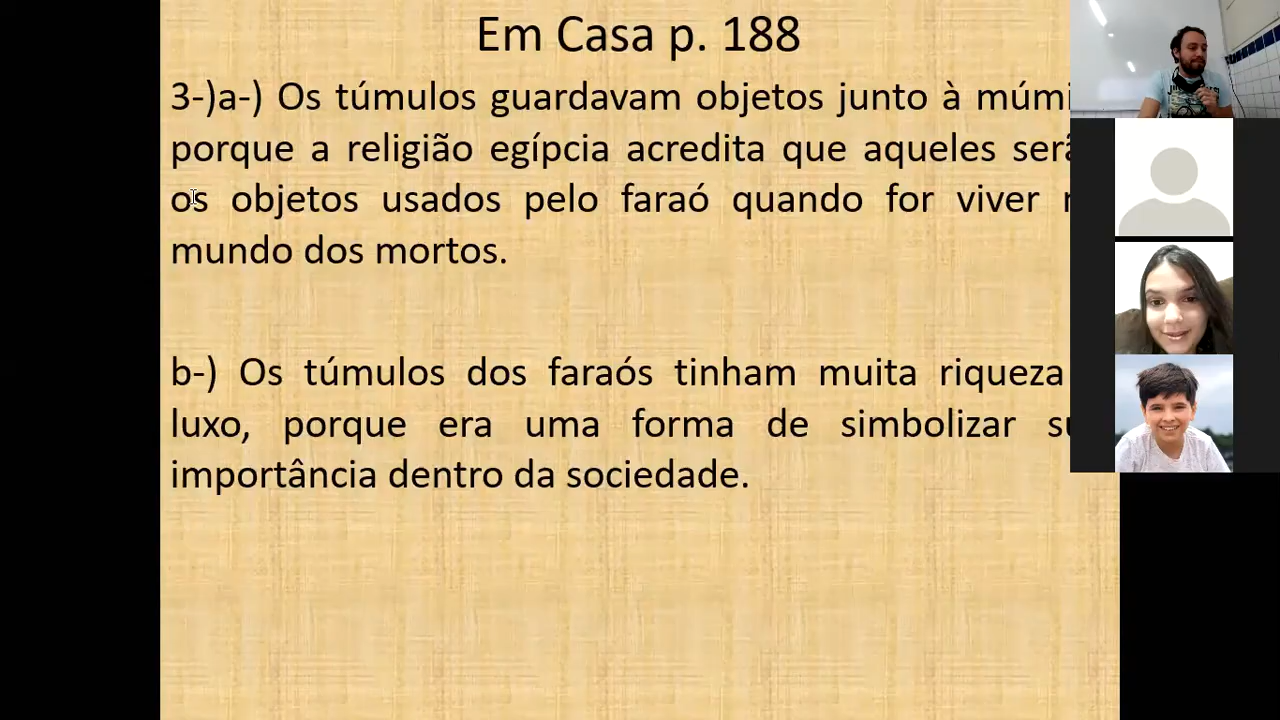 Em Casa p. 188
3-)a-) Os túmulos guardavam objetos junto à
porque a religião egípcia acredita que aqueles
os objetos usados pelo faraó quando for viver
mundo dos mortos.
b-) Os túmulos dos faraós tinham muita riqueza
luxo, porque era uma forma de simbolizar
importância dentro da sociedade.